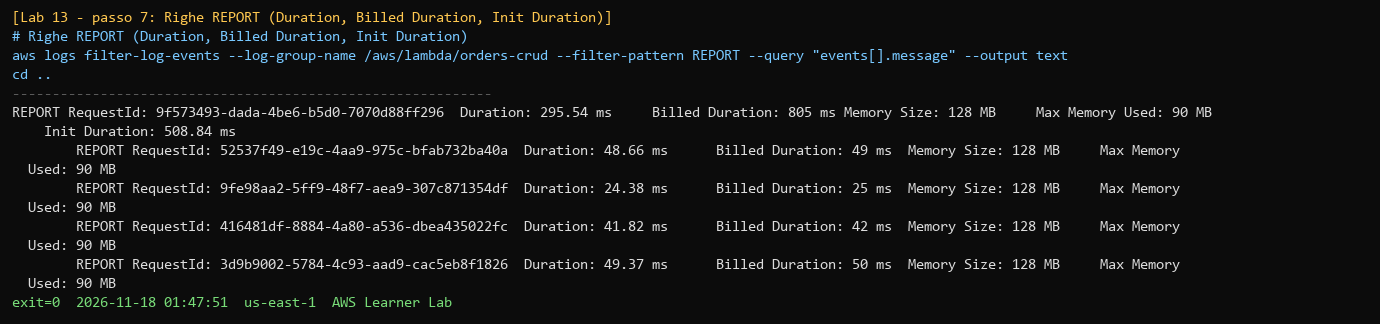 [Lab 13 - passo 7: Righe REPORT (Duration, Billed Duration, Init Duration)]
# Righe REPORT (Duration, Billed Duration, Init Duration)
aws logs filter-log-events --log-group-name /aws/lambda/orders-crud --filter-pattern REPORT --query "events[].message" --output text
cd ..
------------------------------------------------------------
REPORT RequestId: 9f573493-dada-4be6-b5d0-7070d88ff296  Duration: 295.54 ms     Billed Duration: 805 ms Memory Size: 128 MB     Max Memory Used: 90 MB
    Init Duration: 508.84 ms
        REPORT RequestId: 52537f49-e19c-4aa9-975c-bfab732ba40a  Duration: 48.66 ms      Billed Duration: 49 ms  Memory Size: 128 MB     Max Memory
  Used: 90 MB
        REPORT RequestId: 9fe98aa2-5ff9-48f7-aea9-307c871354df  Duration: 24.38 ms      Billed Duration: 25 ms  Memory Size: 128 MB     Max Memory
  Used: 90 MB
        REPORT RequestId: 416481df-8884-4a80-a536-dbea435022fc  Duration: 41.82 ms      Billed Duration: 42 ms  Memory Size: 128 MB     Max Memory
  Used: 90 MB
        REPORT RequestId: 3d9b9002-5784-4c93-aad9-cac5eb8f1826  Duration: 49.37 ms      Billed Duration: 50 ms  Memory Size: 128 MB     Max Memory
  Used: 90 MB
exit=0  2026-11-18 01:47:51  us-east-1  AWS Learner Lab